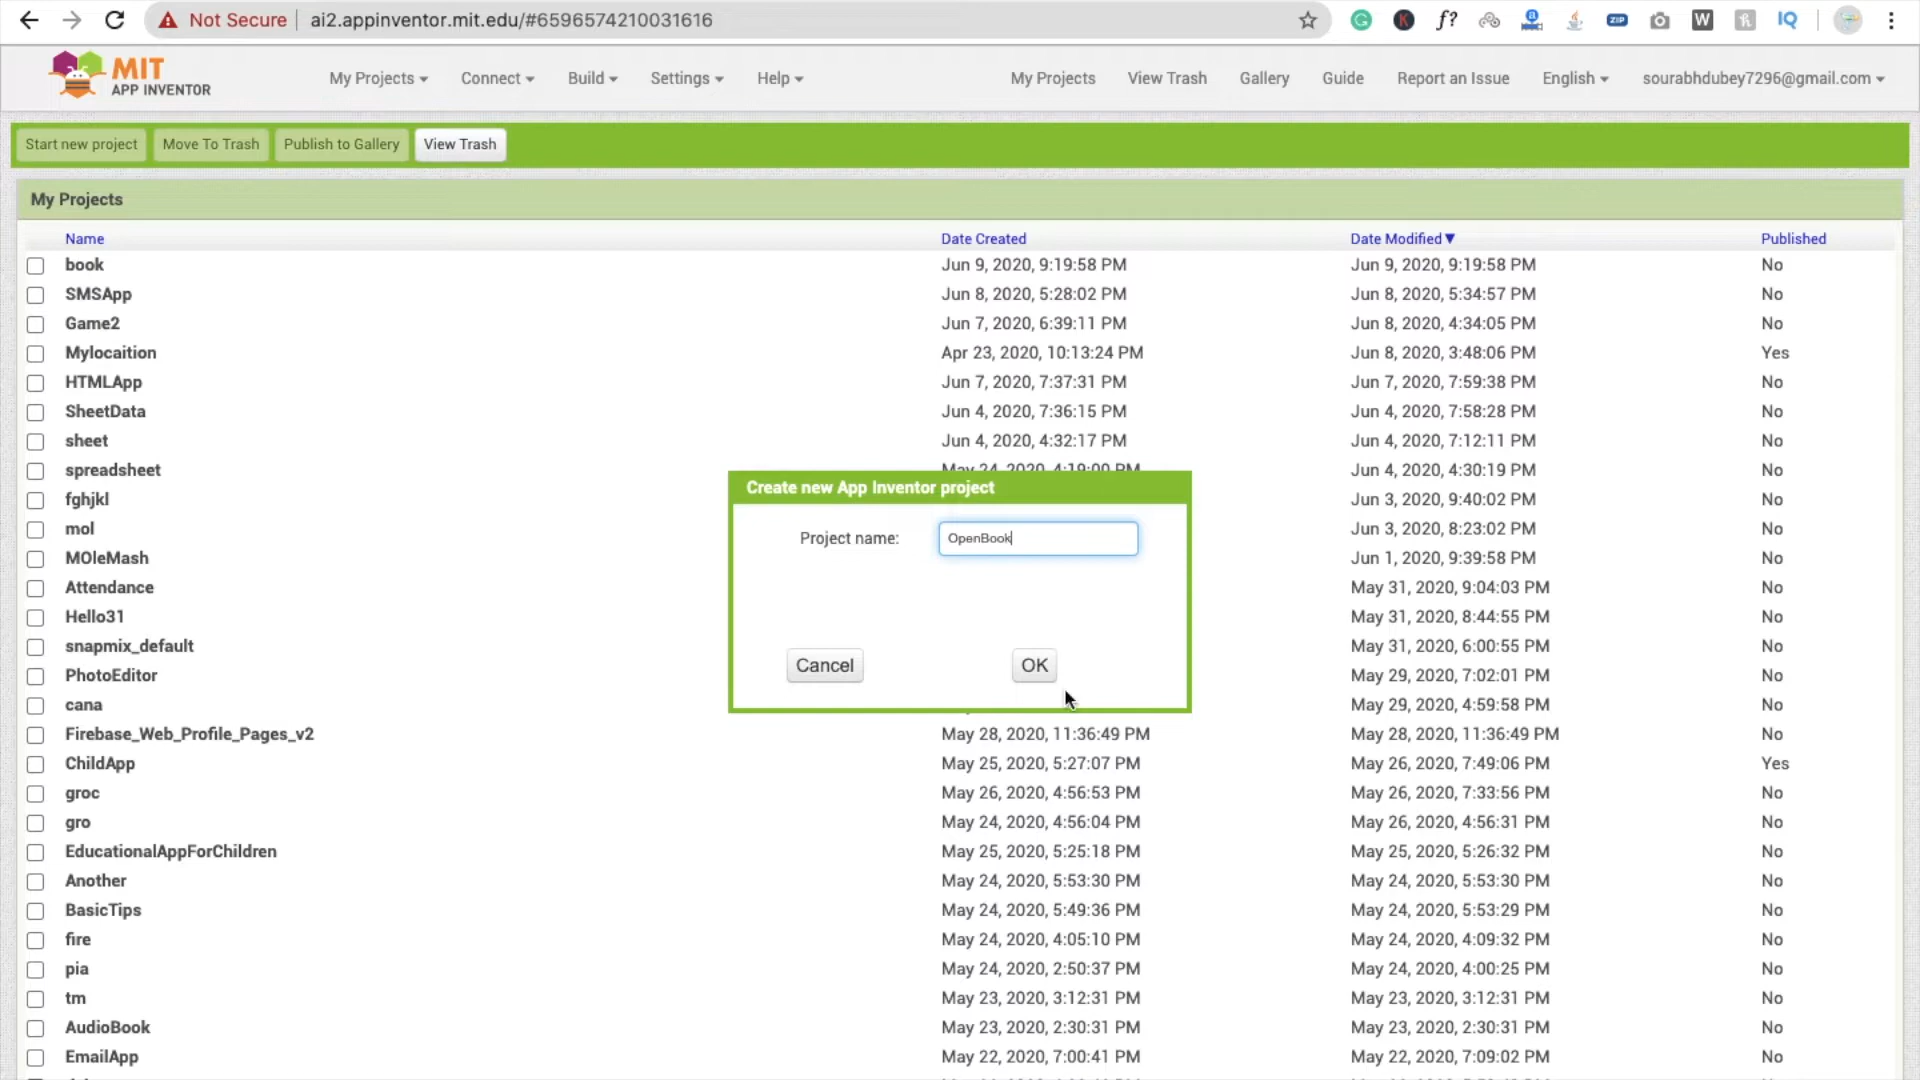 Not Secure ai2.appinventor.mit.edu/#6596574210031616 f? ZIP W IQ
MIT APP INVENTOR My Projects Connect Build Settings Help My Projects View Trash Gallery Guide Report an Issue English sourabhdubey7296@gmail.com
Start new project Move To Trash Publish to Gallery View Trash
My Projects
Name Date Created Date Modified Published
book Jun 9, 2020, 9:19:58 PM Jun 9, 2020, 9:19:58 PM No
SMSApp Jun 8, 2020, 5:28:02 PM Jun 8, 2020, 5:34:57 PM No
Game2 Jun 7, 2020, 6:39:11 PM Jun 8, 2020, 4:34:05 PM No
Mylocaition Apr 23, 2020, 10:13:24 PM Jun 8, 2020, 3:48:06 PM Yes
HTMLApp Jun 7, 2020, 7:37:31 PM Jun 7, 2020, 7:59:38 PM No
SheetData Jun 4, 2020, 7:36:15 PM Jun 4, 2020, 7:58:28 PM No
sheet Jun 4, 2020, 4:32:17 PM Jun 4, 2020, 7:12:11 PM No
spreadsheet May 24, 2020, 4:19:00 PM Jun 4, 2020, 4:30:19 PM No
Create new App Inventor project
fghjkl Jun 3, 2020, 9:40:02 PM No
mol Jun 3, 2020, 8:23:02 PM No
Project name: OpenBook
MOleMash Jun 1, 2020, 9:39:58 PM No
Attendance May 31, 2020, 9:04:03 PM No
Hello31 May 31, 2020, 8:44:55 PM No
snapmix_default May 31, 2020, 6:00:55 PM No
Cancel OK
PhotoEditor May 29, 2020, 7:02:01 PM No
cana May 29, 2020, 4:59:58 PM No
Firebase_Web_Profile_Pages_v2 May 28, 2020, 11:36:49 PM May 28, 2020, 11:36:49 PM No
ChildApp May 25, 2020, 5:27:07 PM May 26, 2020, 7:49:06 PM Yes
groc May 26, 2020, 4:56:53 PM May 26, 2020, 7:33:56 PM No
gro May 24, 2020, 4:56:04 PM May 26, 2020, 4:56:31 PM No
EducationalAppForChildren May 25, 2020, 5:25:18 PM May 25, 2020, 5:26:32 PM No
Another May 24, 2020, 5:53:30 PM May 24, 2020, 5:53:30 PM No
BasicTips May 24, 2020, 5:49:36 PM May 24, 2020, 5:53:29 PM No
fire May 24, 2020, 4:05:10 PM May 24, 2020, 4:09:32 PM No
pia May 24, 2020, 2:50:37 PM May 24, 2020, 4:00:25 PM No
tm May 23, 2020, 3:12:31 PM May 23, 2020, 3:12:31 PM No
AudioBook May 23, 2020, 2:30:31 PM May 23, 2020, 2:30:31 PM No
EmailApp May 22, 2020, 7:00:41 PM May 22, 2020, 7:09:02 PM No